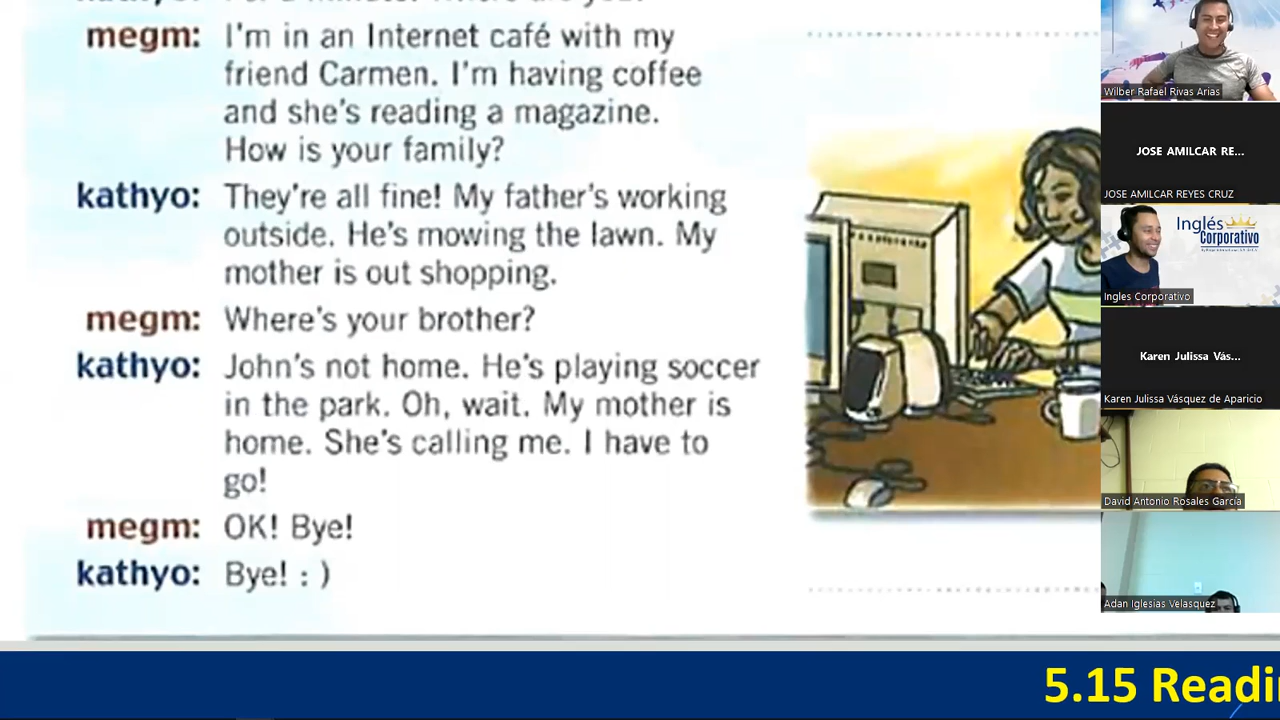 megm: I'm in an Internet café with my
friend Carmen. I'm having coffee
and she's reading a magazine.
How is your family?
kathyo: They're all fine! My father's working
outside. He's mowing the lawn. My
mother is out shopping.
megm: Where's your brother?
kathyo: John's not home. He's playing soccer
in the park. Oh, wait. My mother is
home. She's calling me. I have to
go!
megm: OK! Bye!
kathyo: Bye! : )
5.15 Readi
Wilber Rafael Rivas Arias
JOSE AMILCAR RE...
JOSE AMILCAR REYES CRUZ
Inglés
Corporativo
Ingles Corporativo
Karen Julissa Vás...
Karen Julissa Vásquez de Aparicio
David Antonio Rosales García
Adan Iglesias Velasquez